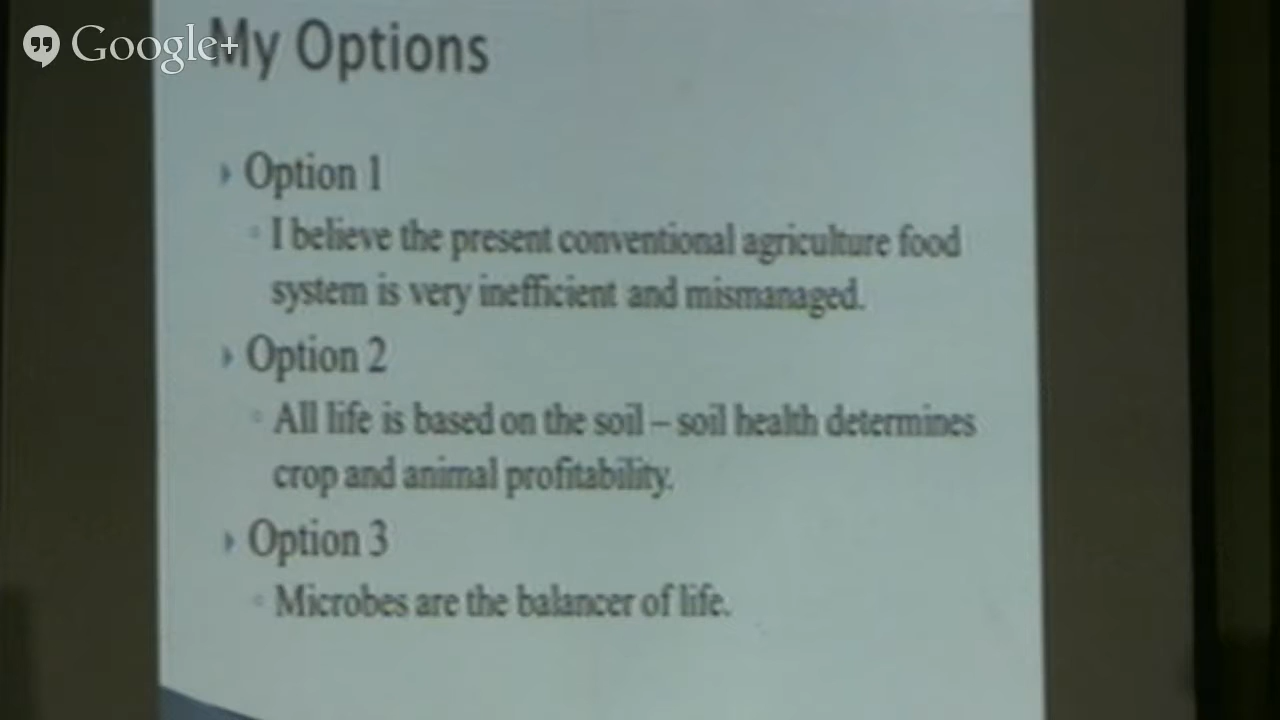 Google+
My Options
Option 1
I believe the present conventional agriculture food
system is very inefficient and mismanaged.
Option 2
All life is based on the soil – soil health determines
crop and animal profitability.
Option 3
Microbes are the balancer of life.